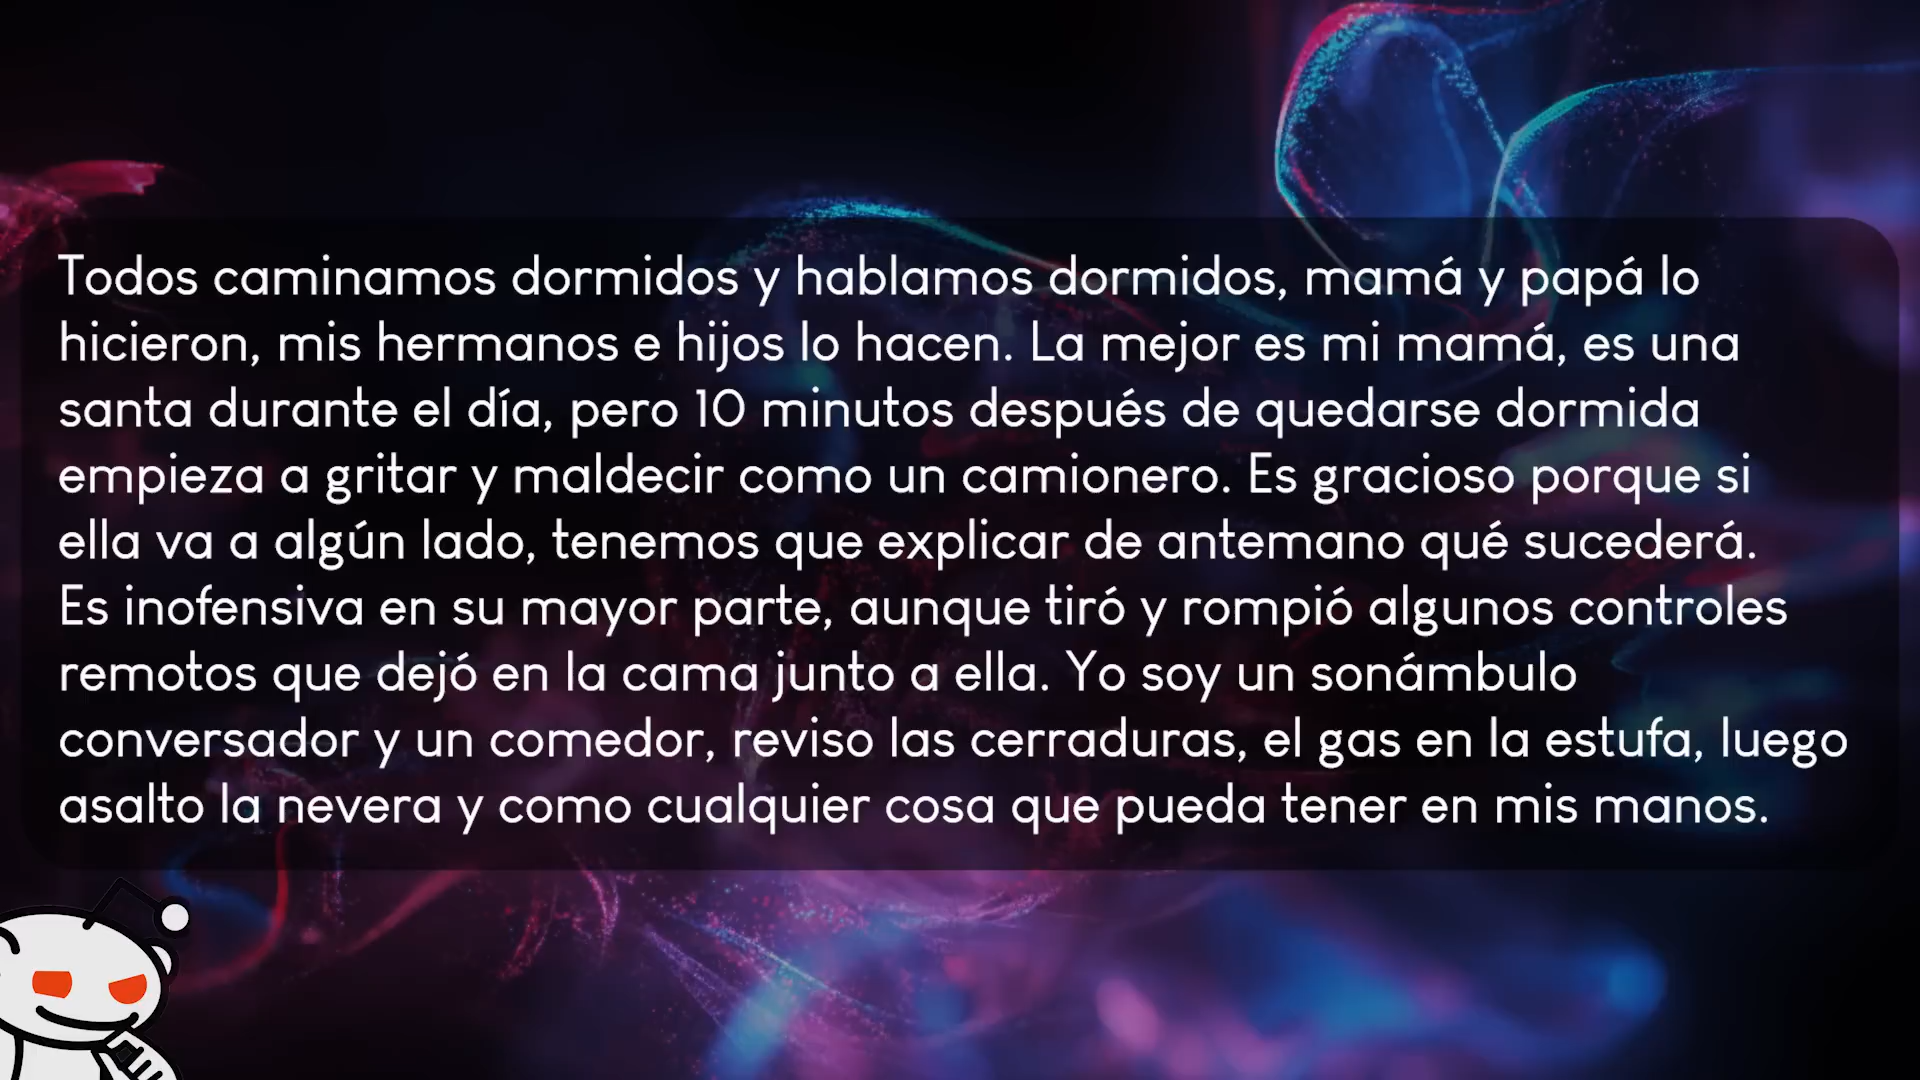 Todos caminamos dormidos y hablamos dormidos, mamá y papá lo
hicieron, mis hermanos e hijos lo hacen. La mejor es mi mamá, es una
santa durante el día, pero 10 minutos después de quedarse dormida
empieza a gritar y maldecir como un camionero. Es gracioso porque si
ella va a algún lado, tenemos que explicar de antemano qué sucederá.
Es inofensiva en su mayor parte, aunque tiró y rompió algunos controles
remotos que dejó en la cama junto a ella. Yo soy un sonámbulo
conversador y un comedor, reviso las cerraduras, el gas en la estufa, luego
asalto la nevera y como cualquier cosa que pueda tener en mis manos.